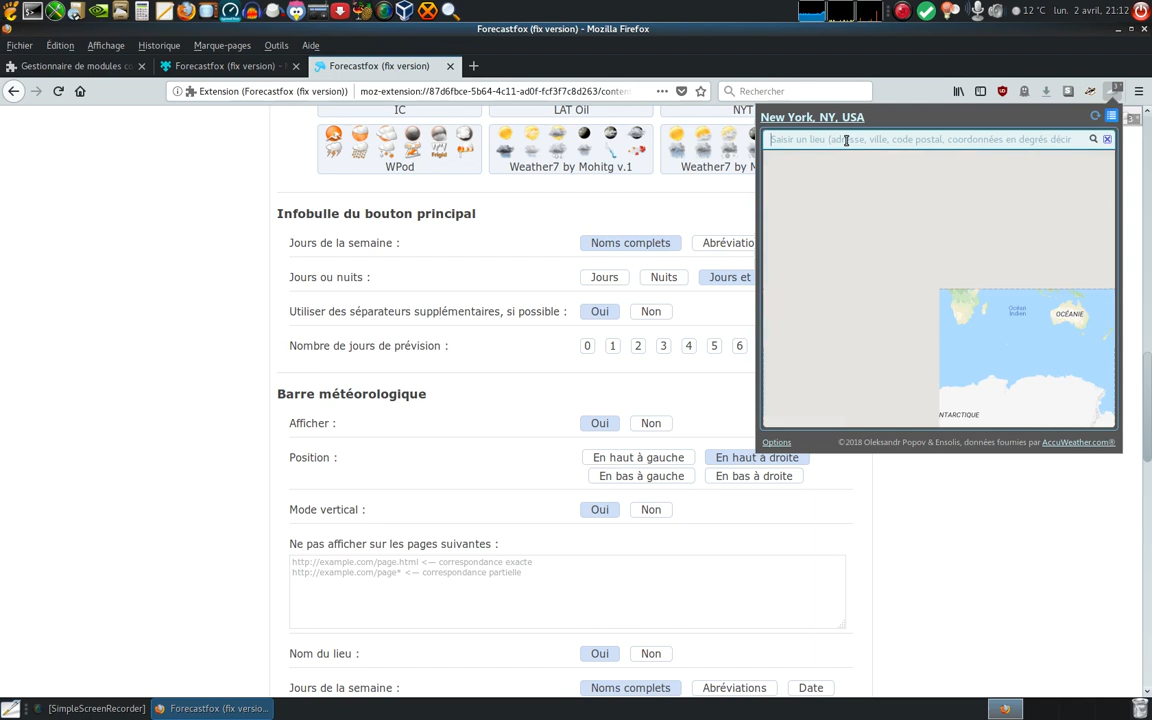 12 °C lun. 2 avril, 21:12
Forecastfox (fix version) - Mozilla Firefox
Fichier Édition Affichage Historique Marque-pages Outils Aide
Gestionnaire de modules co
Forecastfox (fix version) -
Forecastfox (fix version)
Extension (Forecastfox (fix version)) moz-extension://87d6fbce-5b64-4c11-ad0f-fcf3f7c8d263/conten
Rechercher
3
3
IC LAT Oil NYT
WPod Weather7 by Mohitg v.1 Weather7 by M
Infobulle du bouton principal
Jours de la semaine : Noms complets Abréviatio
Jours ou nuits : Jours Nuits Jours et
Utiliser des séparateurs supplémentaires, si possible : Oui Non
Nombre de jours de prévision : 0 1 2 3 4 5 6
Barre météorologique
Afficher : Oui Non
Position : En haut à gauche En haut à droite
En bas à gauche En bas à droite
Mode vertical : Oui Non
Ne pas afficher sur les pages suivantes :
http://example.com/page.html <— correspondance exacte
http://example.com/page* <— correspondance partielle
Nom du lieu : Oui Non
Jours de la semaine : Noms complets Abréviations Date
New York, NY, USA
Saisir un lieu (adresse, ville, code postal, coordonnées en degrés décir
Océan
Indien
OCÉANIE
NTARCTIQUE
Options ©2018 Oleksandr Popov & Ensolis, données fournies par AccuWeather.com®
[SimpleScreenRecorder] Forecastfox (fix versio...